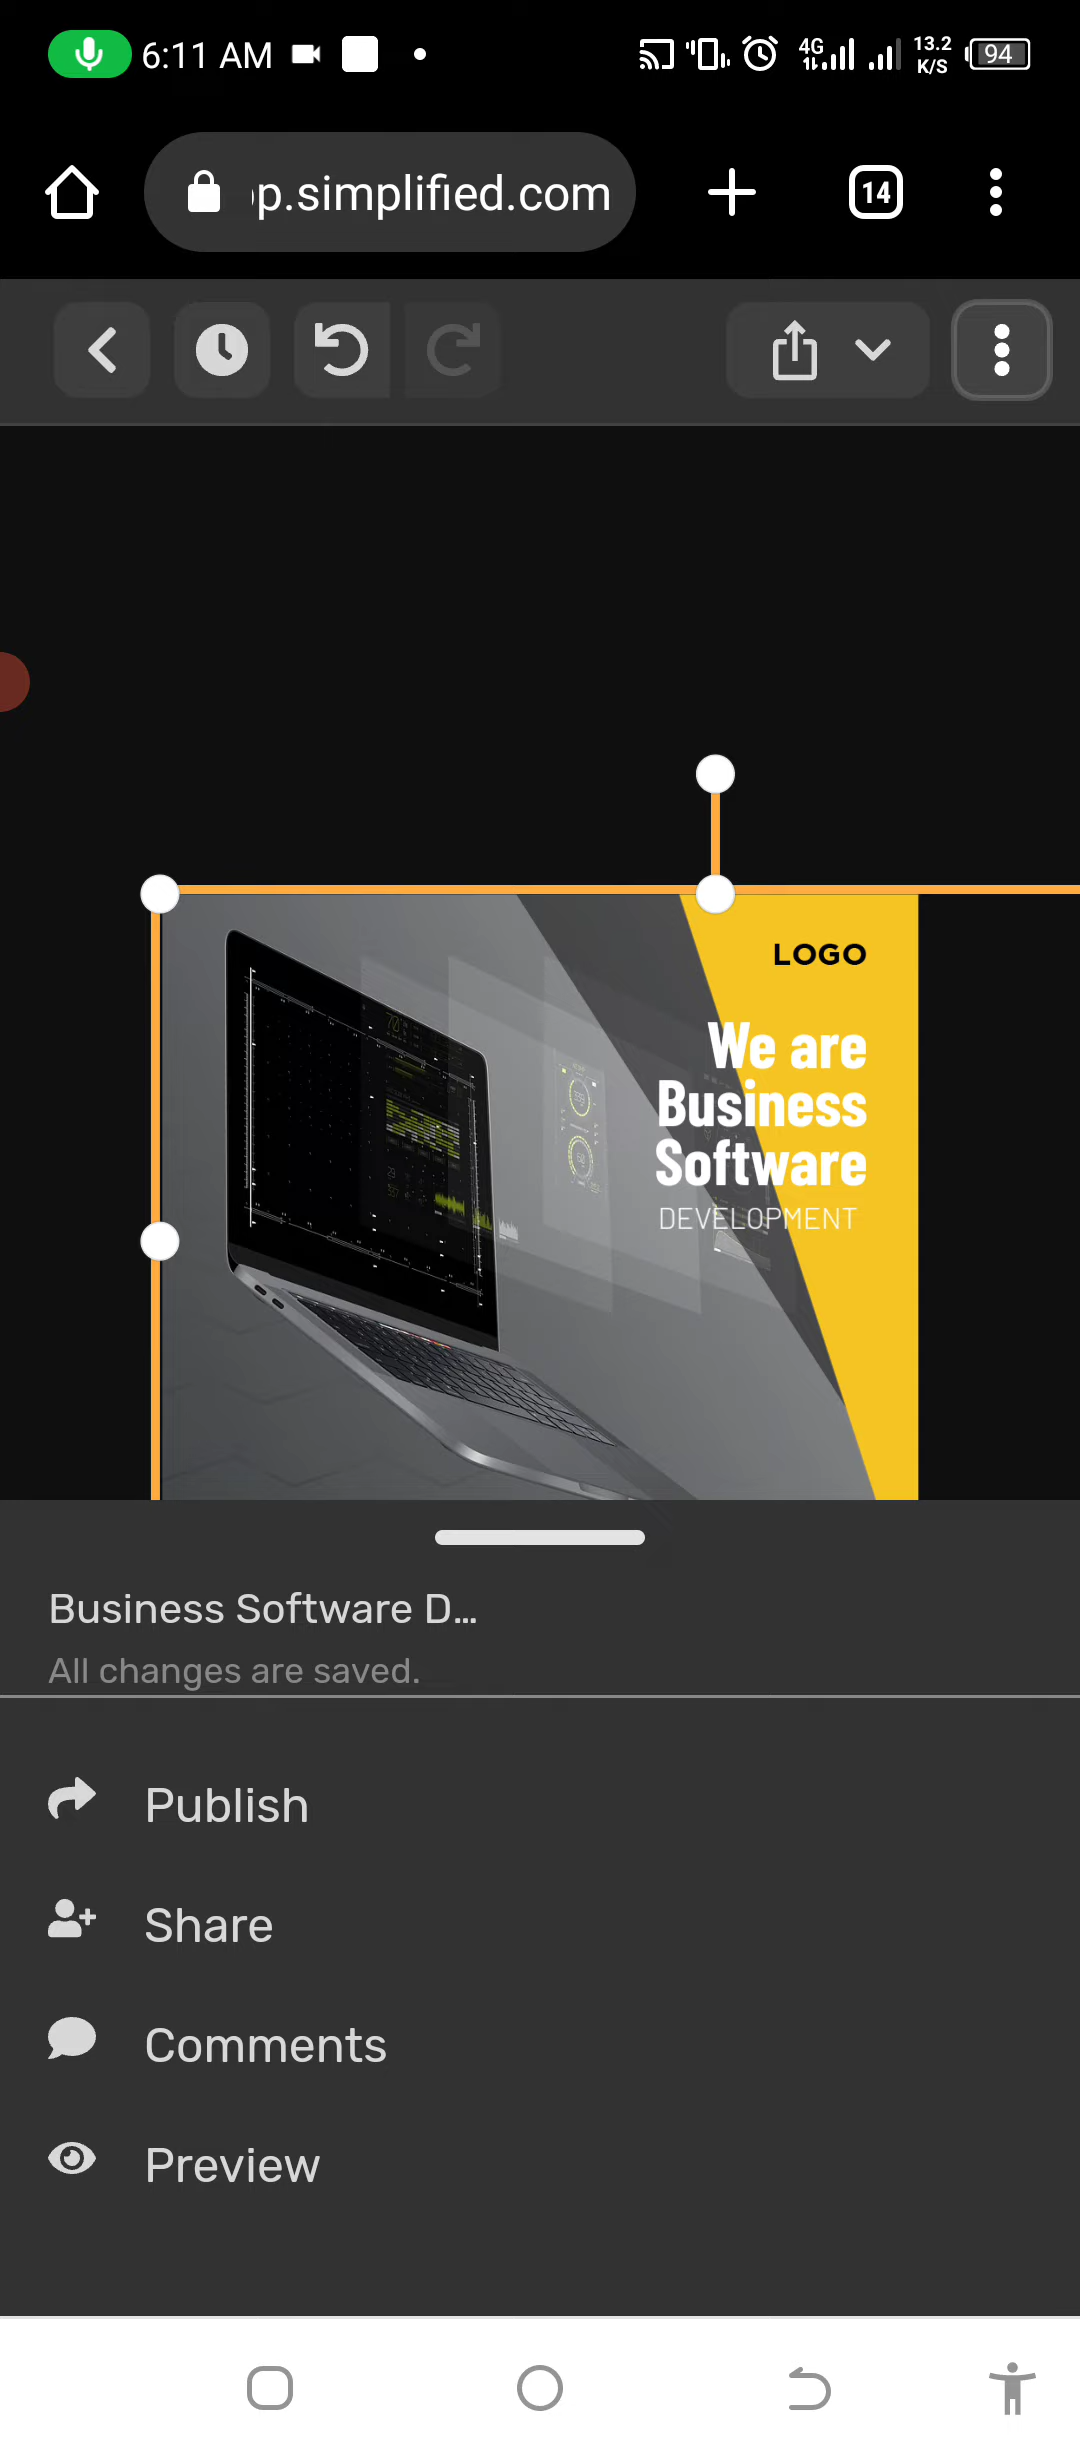 6:11 AM
4G
13.2
K/S
94
p.simplified.com
14
LOGO
We are
Business
Software
DEVELOPMENT
Business Software D...
All changes are saved.
Publish
Share
Comments
Preview